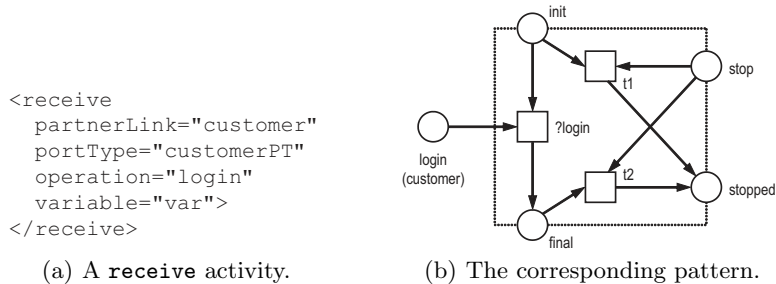 <receive
partnerLink="customer"
portType="customerPT"
operation="login"
variable="var">
</receive>
(a) A receive activity.
init
stop
t1
?login
login
(customer)
t2
stopped
final
(b) The corresponding pattern.